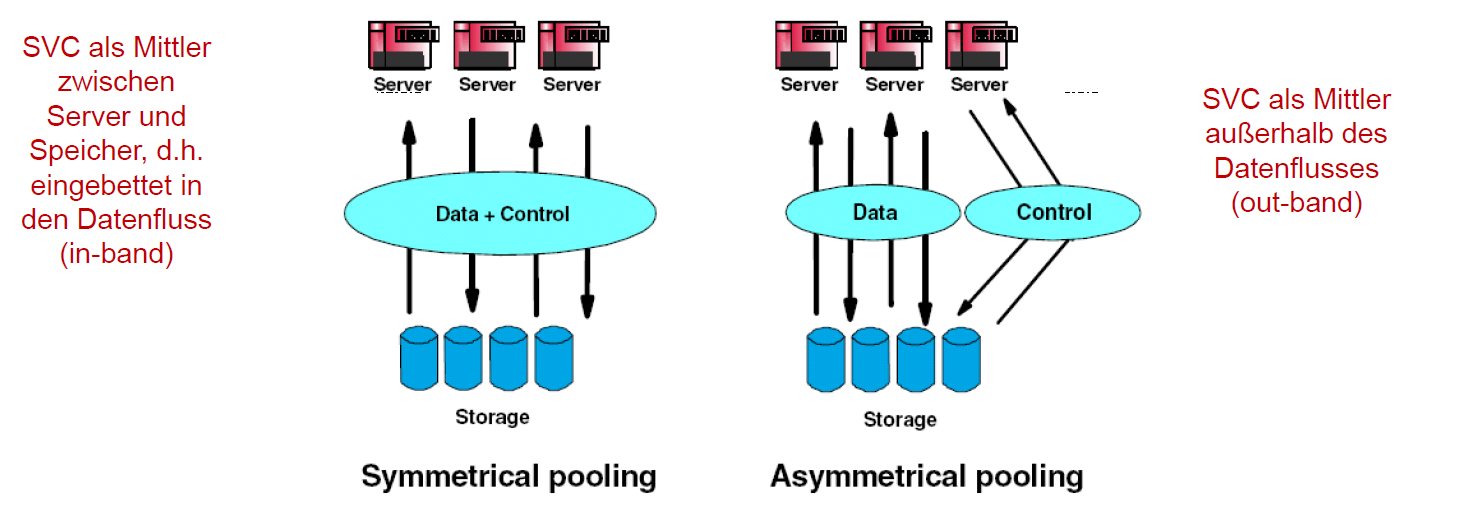 SVC als Mittler
zwischen
Server und
Speicher, d.h.
eingebettet in
den Datenfluss
(in-band)
Server Server Server
Data + Control
Storage
Symmetrical pooling
Server Server Server
Data
Control
Storage
Asymmetrical pooling
SVC als Mittler
außerhalb des
Datenflusses
(out-band)